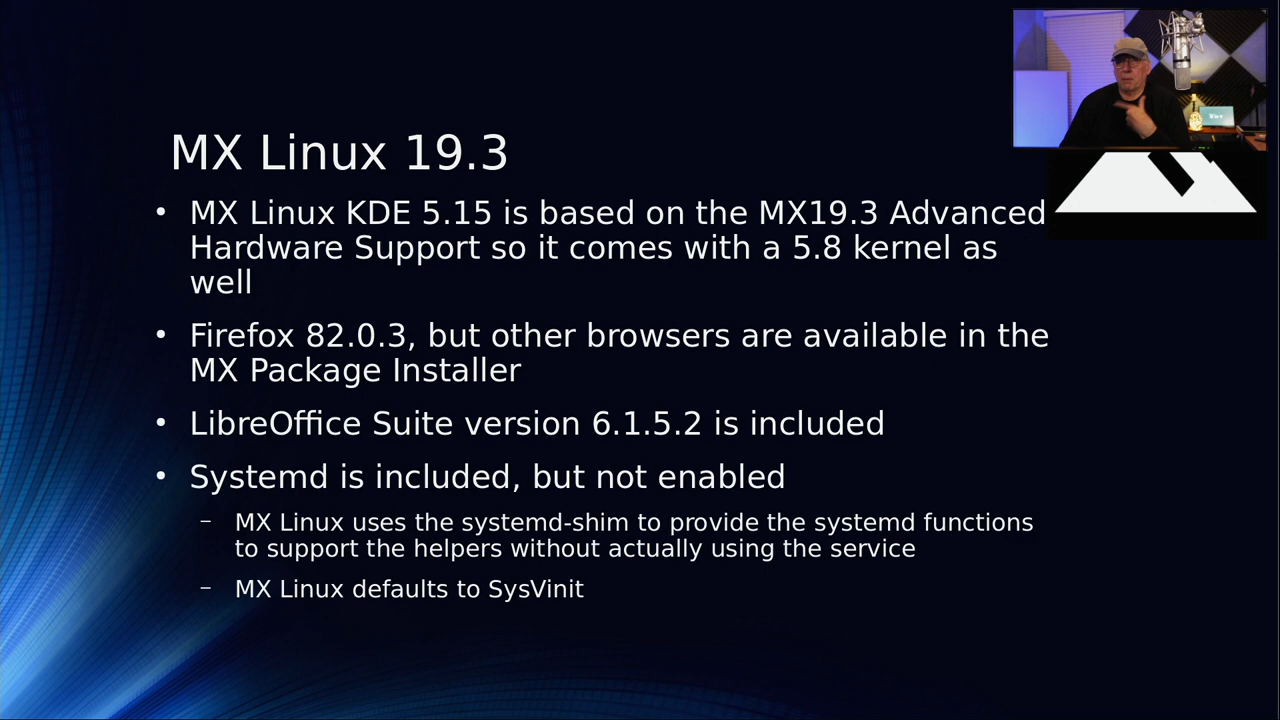 MX Linux 19.3
• MX Linux KDE 5.15 is based on the MX19.3 Advanced
Hardware Support so it comes with a 5.8 kernel as
well
• Firefox 82.0.3, but other browsers are available in the
MX Package Installer
• LibreOffice Suite version 6.1.5.2 is included
• Systemd is included, but not enabled
– MX Linux uses the systemd-shim to provide the systemd functions
to support the helpers without actually using the service
– MX Linux defaults to SysVinit